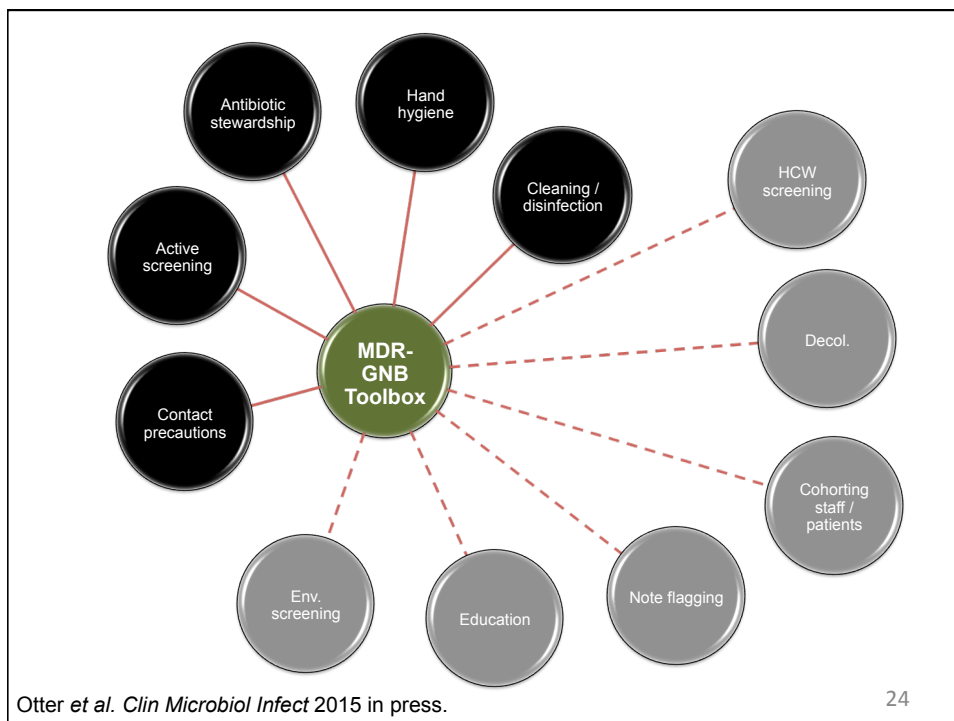 Antibiotic
stewardship
Hand
hygiene
HCW
screening
Cleaning /
disinfection
Active
screening
MDR-
GNB
Toolbox
Decol.
Contact
precautions
Cohorting
staff /
patients
Env.
screening
Education
Note flagging
Otter et al. Clin Microbiol Infect 2015 in press.
24